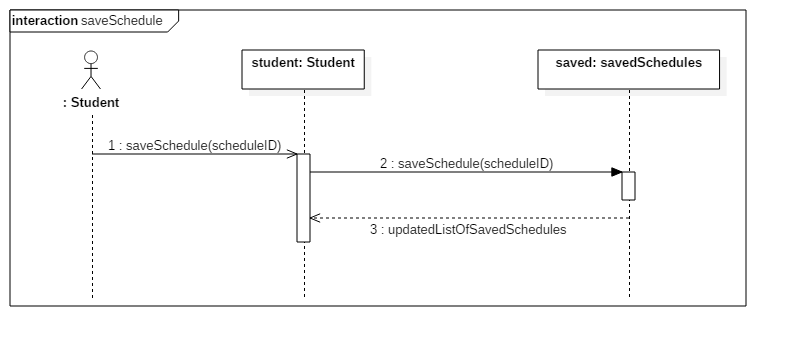 interaction saveSchedule
student: Student
saved: savedSchedules
: Student
1 : saveSchedule(scheduleID)
2 : saveSchedule(scheduleID)
3 : updatedListOfSavedSchedules